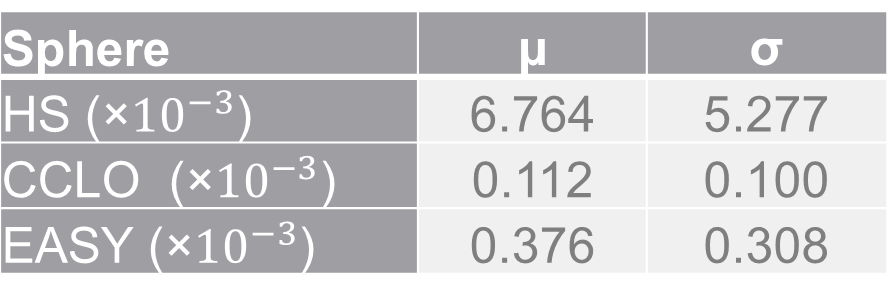 Sphere μ σ
HS (×10⁻³) 6.764 5.277
CCLO (×10⁻³) 0.112 0.100
EASY (×10⁻³) 0.376 0.308